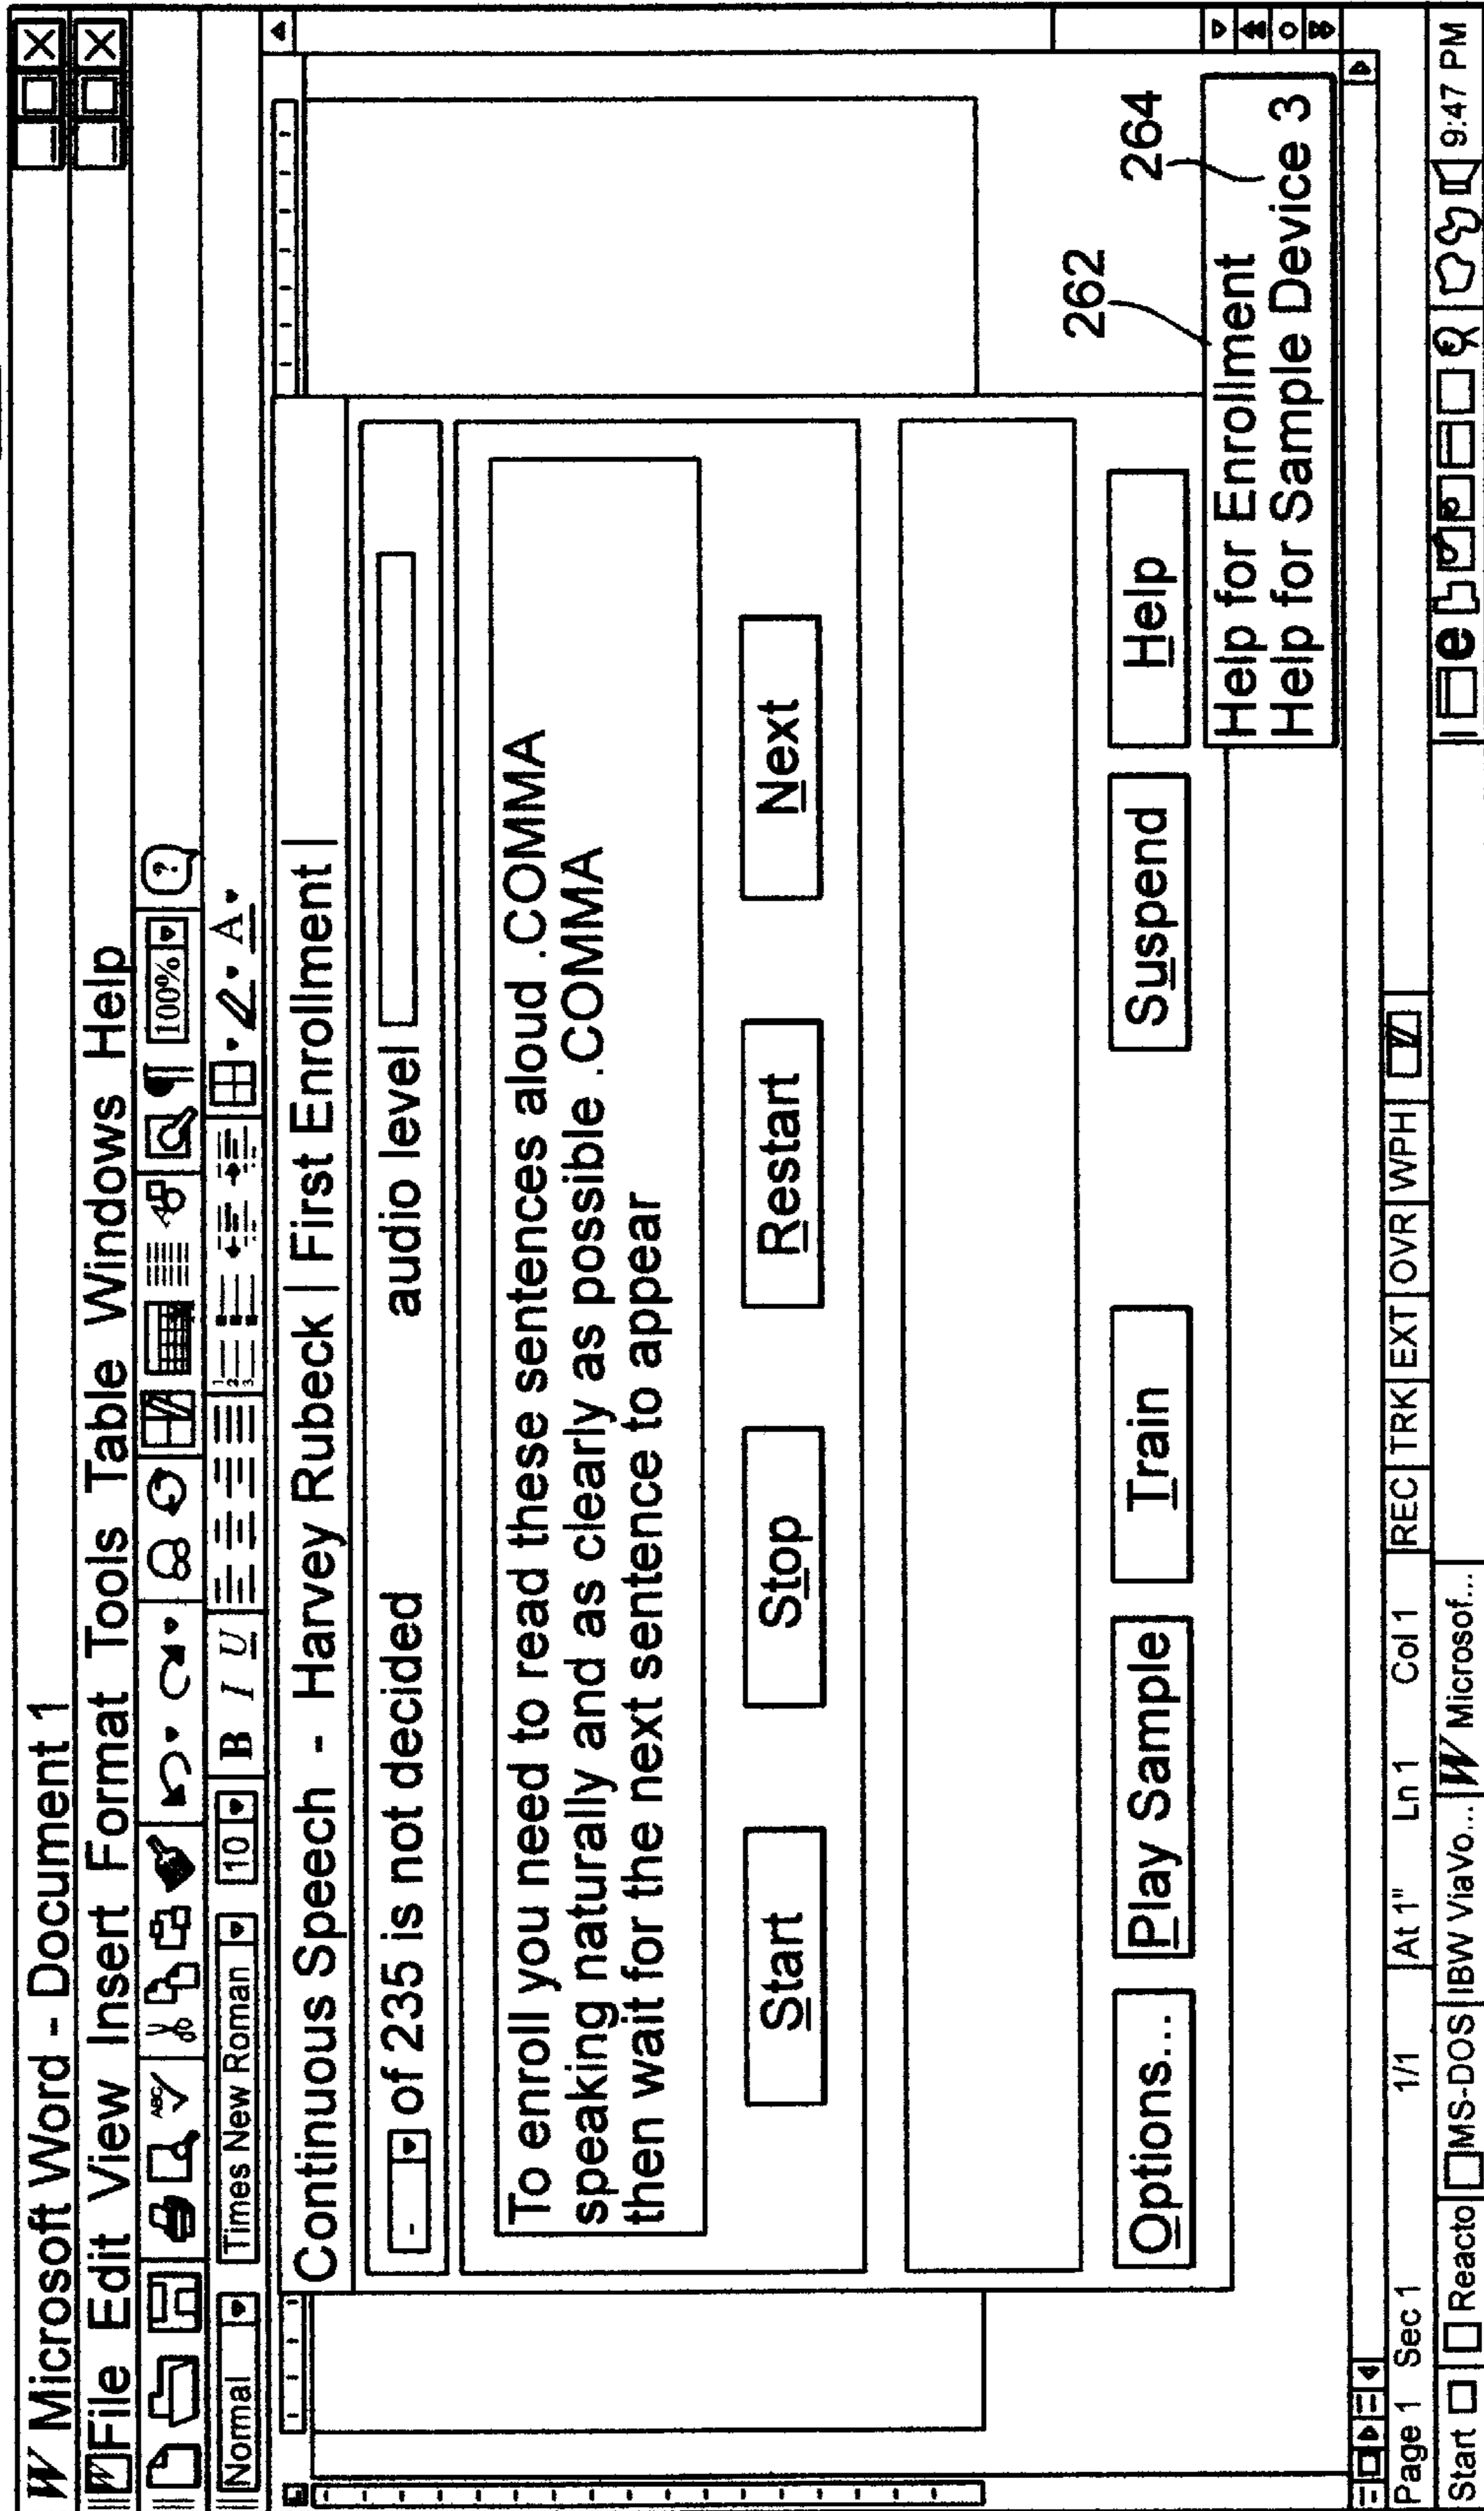 W Microsoft Word - Document 1
W File Edit View Insert Format Tools Table Windows Help
ABC 100% ?
Normal Times New Roman 10 B I U 1 2 3 A
Continuous Speech - Harvey Rubeck | First Enrollment |
- of 235 is not decided audio level
To enroll you need to read these sentences aloud .COMMA
speaking naturally and as clearly as possible .COMMA
then wait for the next sentence to appear
Start Stop Restart Next
Options... Play Sample Train Suspend Help
262 264
Help for Enrollment
Help for Sample Device 3
Page 1 Sec 1 1/1 At 1" Ln 1 Col 1 REC TRK EXT OVR WPH
Start Reacto MS-DOS IBW ViaVo... W Microsof... e 9:47 PM